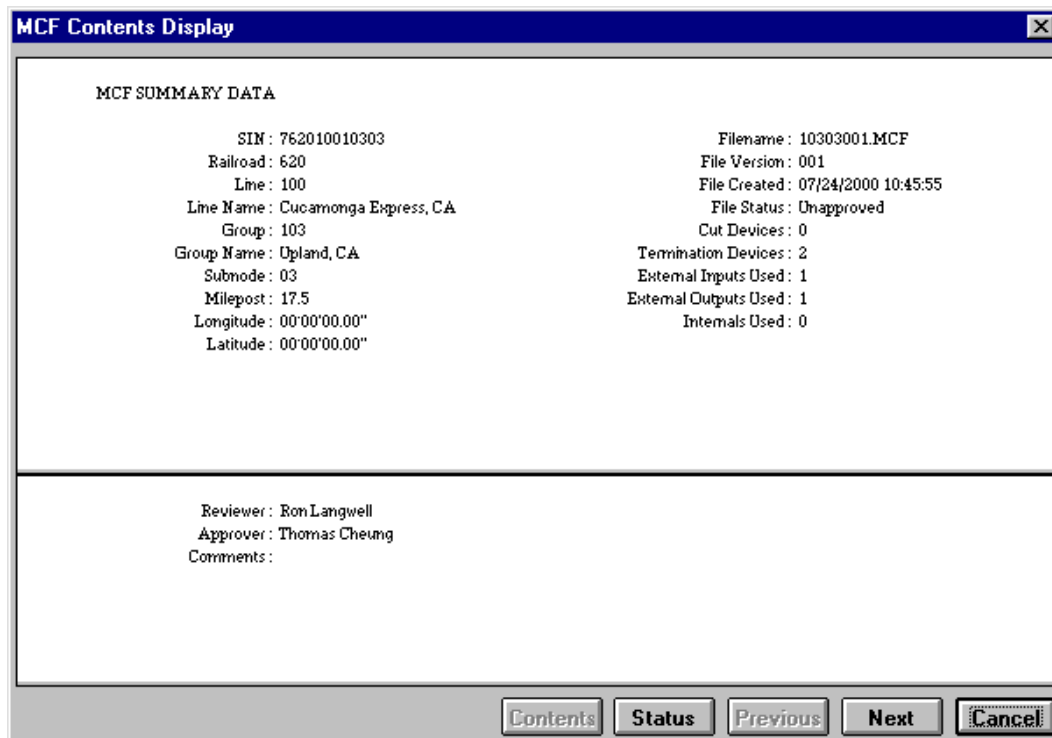 MCF Contents Display
MCF SUMMARY DATA
SIN : 762010010303
Railroad : 620
Line : 100
Line Name : Cucamonga Express, CA
Group : 103
Group Name : Upland, CA
Subnode : 03
Milepost : 17.5
Longitude : 00°00'00.00"
Latitude : 00°00'00.00"
Filename : 10303001.MCF
File Version : 001
File Created : 07/24/2000 10:45:55
File Status : Unapproved
Cut Devices : 0
Termination Devices : 2
External Inputs Used : 1
External Outputs Used : 1
Internals Used : 0
Reviewer : Ron Langwell
Approver : Thomas Cheung
Comments :
Contents Status Previous Next Cancel